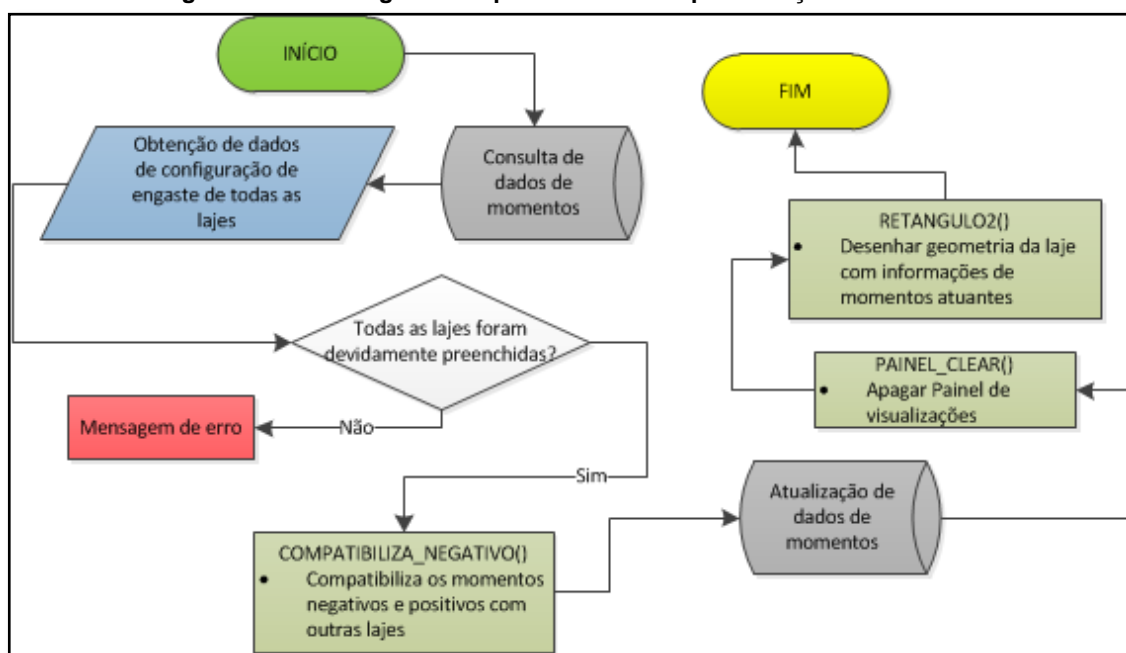 INÍCIO
FIM
Obtenção de dados
de configuração de
engaste de todas as
lajes
Consulta de
dados de
momentos
RETANGULO2()
• Desenhar geometria da laje
com informações de
momentos atuantes
Todas as lajes foram
devidamente preenchidas?
PAINEL_CLEAR()
• Apagar Painel de
visualizações
Mensagem de erro
Não
Sim
Atualização de
dados de
momentos
COMPATIBILIZA_NEGATIVO()
• Compatibiliza os momentos
negativos e positivos com
outras lajes